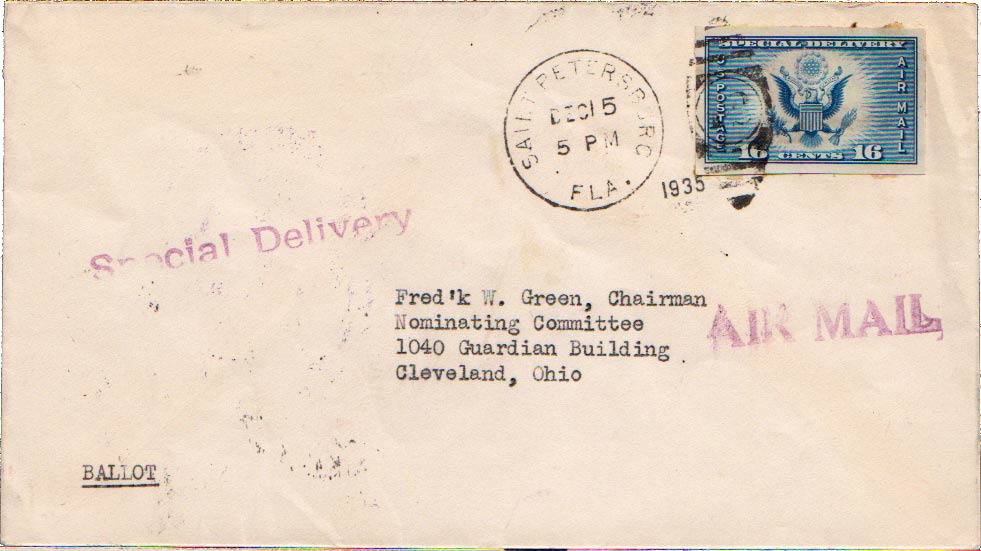 SAINT PETERSBURG
DEC 15
5 PM
FLA.
1935
SPECIAL DELIVERY
U.S. POSTAGE
AIR MAIL
16 CENTS 16
Special Delivery
Fred'k W. Green, Chairman
Nominating Committee
1040 Guardian Building
Cleveland, Ohio
AIR MAIL
BALLOT